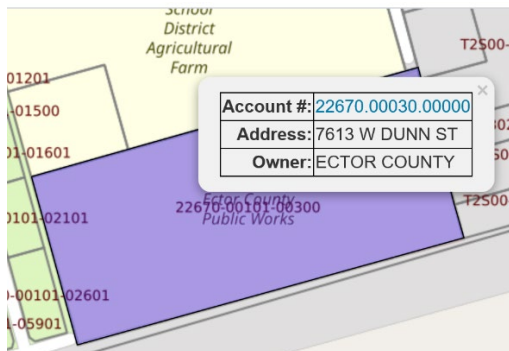 School
District
Agricultural
Farm
T2S00-
01201
-01500
01-01601
Account #: 22670.00030.00000
Address: 7613 W DUNN ST
Owner: ECTOR COUNTY
×
T2S00-
0101-02101
Ector County
22670-00101-00300
Public Works
0-00101-02601
1-05901